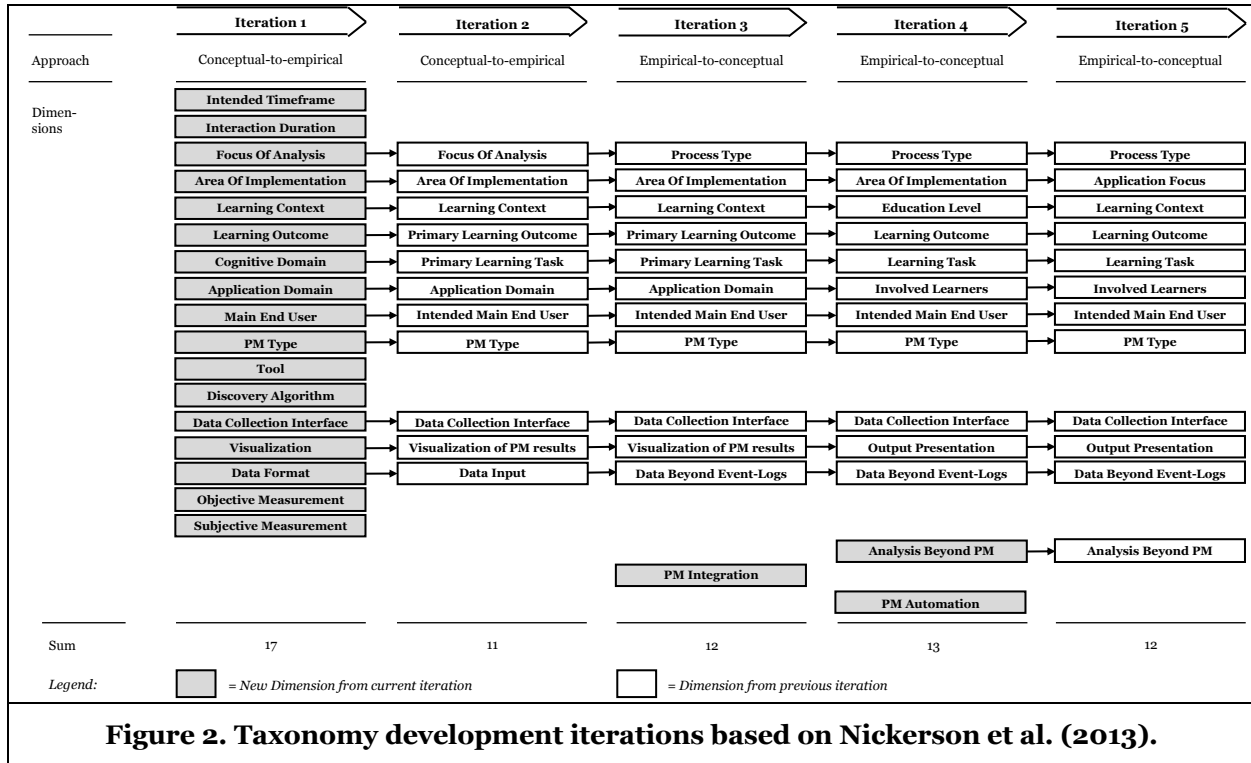 Iteration 1 Iteration 2 Iteration 3 Iteration 4 Iteration 5
Approach Conceptual-to-empirical Conceptual-to-empirical Empirical-to-conceptual Empirical-to-conceptual Empirical-to-conceptual
Dimen-
sions
Intended Timeframe
Interaction Duration
Focus Of Analysis Focus Of Analysis Process Type Process Type Process Type
Area Of Implementation Area Of Implementation Area Of Implementation Area Of Implementation Application Focus
Learning Context Learning Context Learning Context Education Level Learning Context
Learning Outcome Primary Learning Outcome Primary Learning Outcome Learning Outcome Learning Outcome
Cognitive Domain Primary Learning Task Primary Learning Task Learning Task Learning Task
Application Domain Application Domain Application Domain Involved Learners Involved Learners
Main End User Intended Main End User Intended Main End User Intended Main End User Intended Main End User
PM Type PM Type PM Type PM Type PM Type
Tool
Discovery Algorithm
Data Collection Interface Data Collection Interface Data Collection Interface Data Collection Interface Data Collection Interface
Visualization Visualization of PM results Visualization of PM results Output Presentation Output Presentation
Data Format Data Input Data Beyond Event-Logs Data Beyond Event-Logs Data Beyond Event-Logs
Objective Measurement
Subjective Measurement
Analysis Beyond PM Analysis Beyond PM
PM Integration
PM Automation
Sum 17 11 12 13 12
Legend: = New Dimension from current iteration = Dimension from previous iteration
Figure 2. Taxonomy development iterations based on Nickerson et al. (2013).